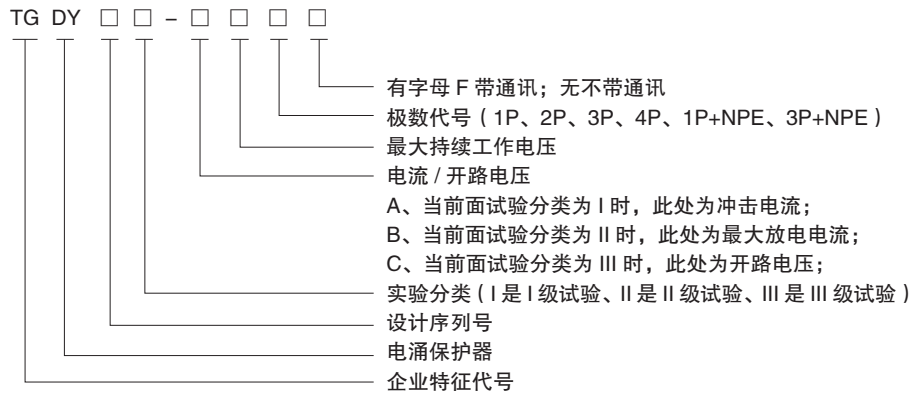 TG DY □ □ - □ □ □ □
有字母 F 带通讯；无不带通讯
极数代号（1P、2P、3P、4P、1P+NPE、3P+NPE）
最大持续工作电压
电流 / 开路电压
A、当前面试验分类为 I 时，此处为冲击电流；
B、当前面试验分类为 II 时，此处为最大放电电流；
C、当前面试验分类为 III 时，此处为开路电压；
实验分类（I 是 I 级试验、II 是 II 级试验、III 是 III 级试验）
设计序列号
电涌保护器
企业特征代号